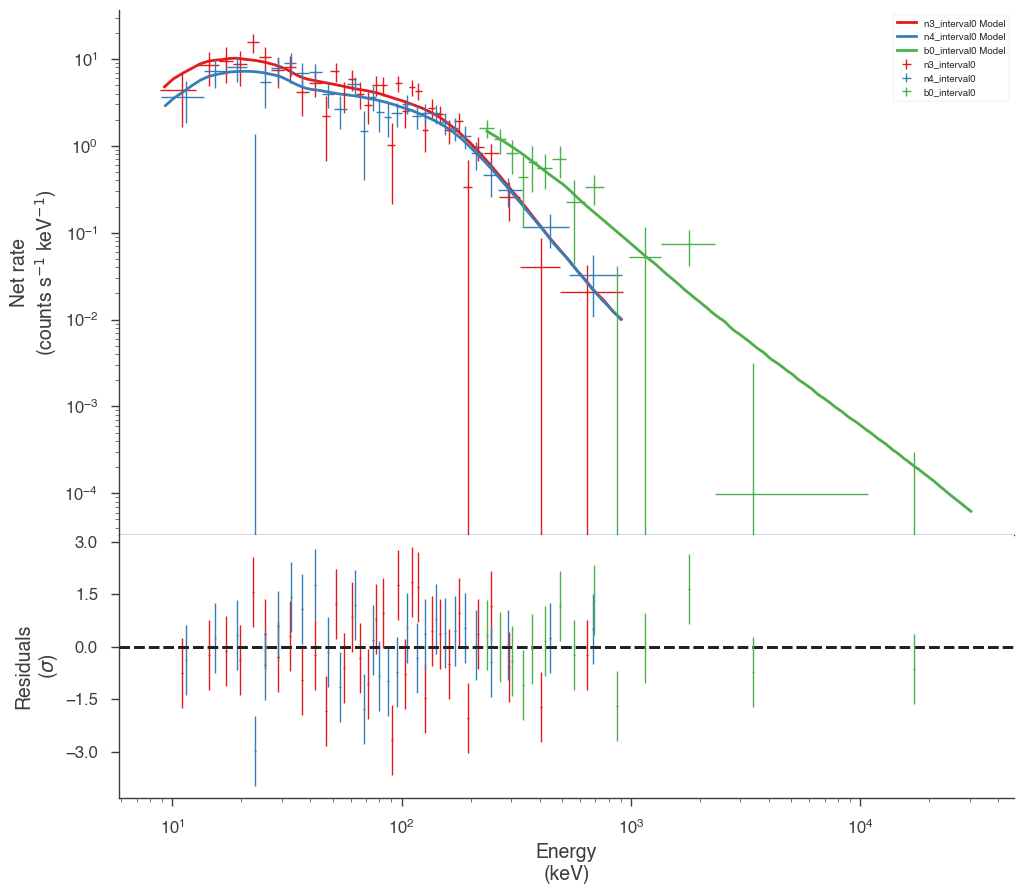 n3_interval0 Model
n4_interval0 Model
b0_interval0 Model
n3_interval0
n4_interval0
b0_interval0
Net rate
(counts s⁻¹ keV⁻¹)
10¹
10⁰
10⁻¹
10⁻²
10⁻³
10⁻⁴
Residuals
(σ)
3.0
1.5
0.0
−1.5
−3.0
10¹ 10² 10³ 10⁴
Energy
(keV)